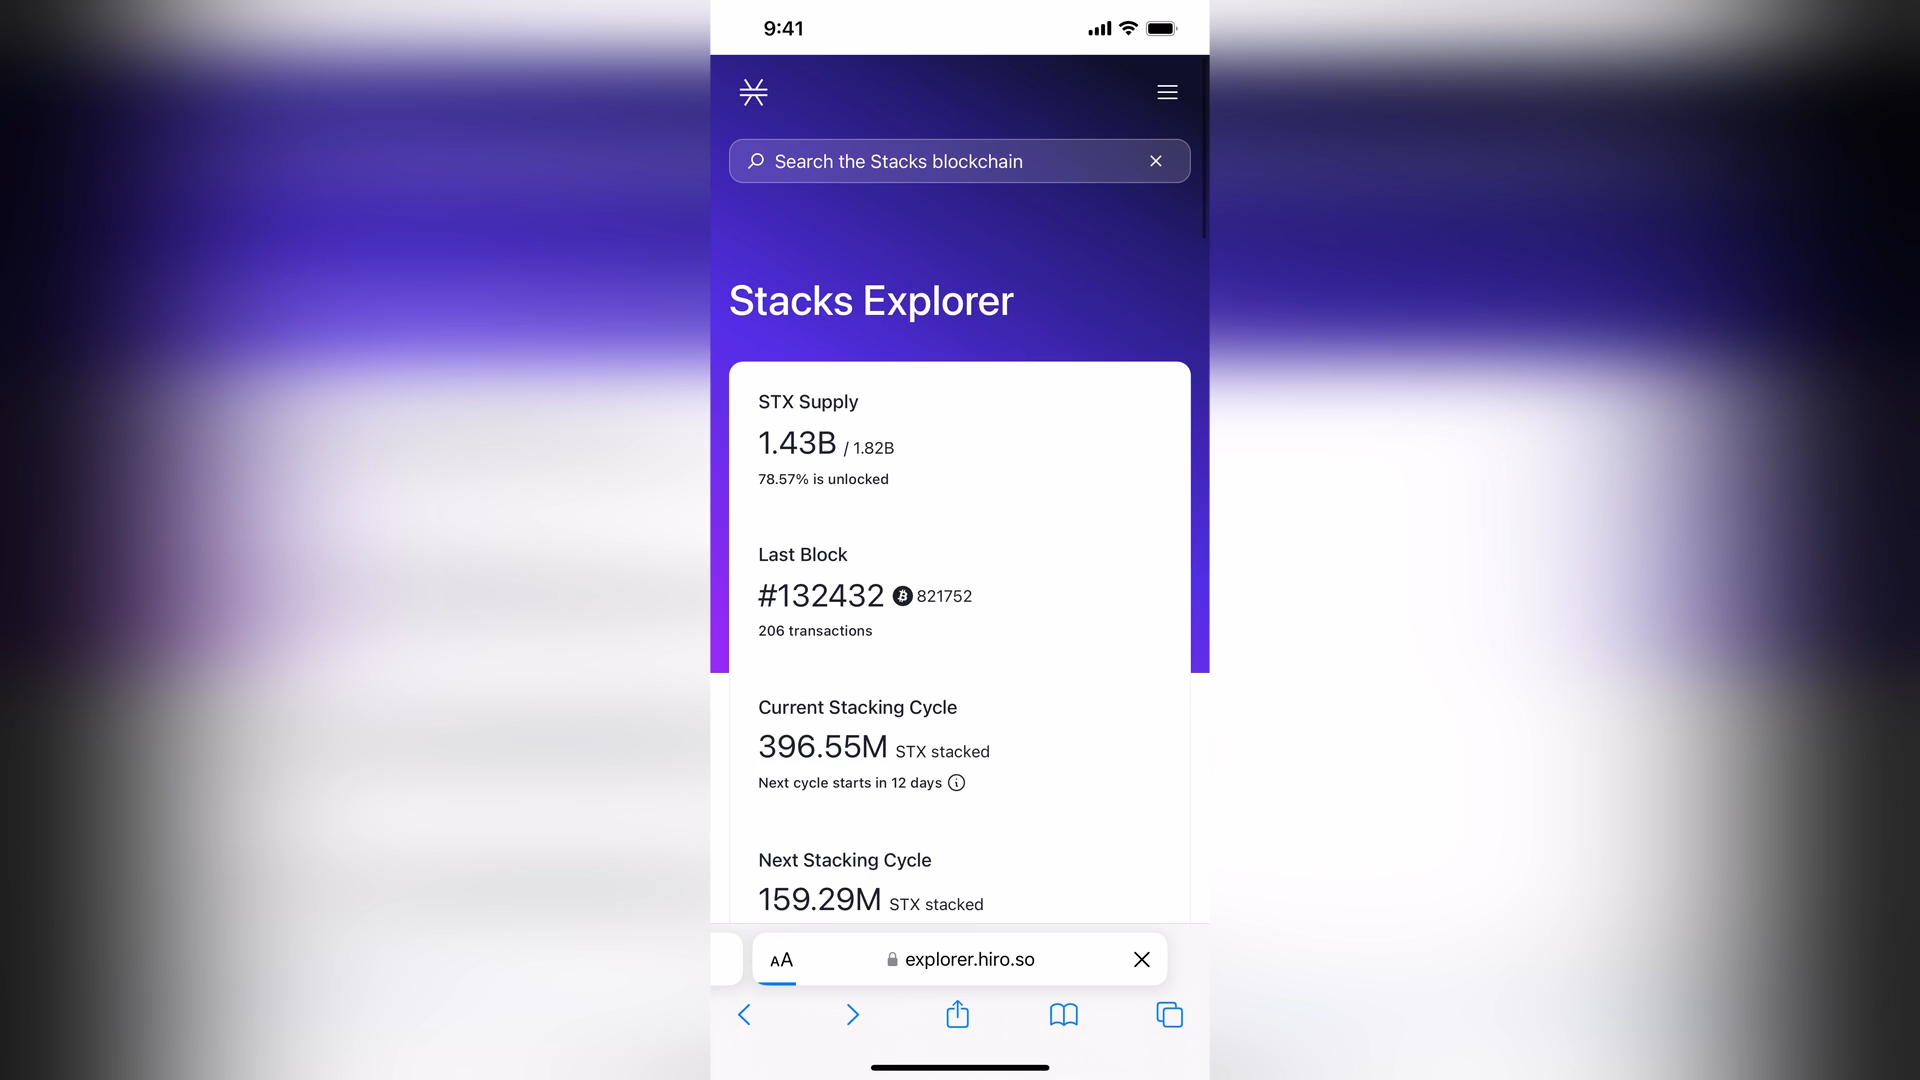 9:41
Search the Stacks blockchain
Stacks Explorer
STX Supply
1.43B / 1.82B
78.57% is unlocked
Last Block
#132432 821752
206 transactions
Current Stacking Cycle
396.55M STX stacked
Next cycle starts in 12 days
Next Stacking Cycle
159.29M STX stacked
AA explorer.hiro.so